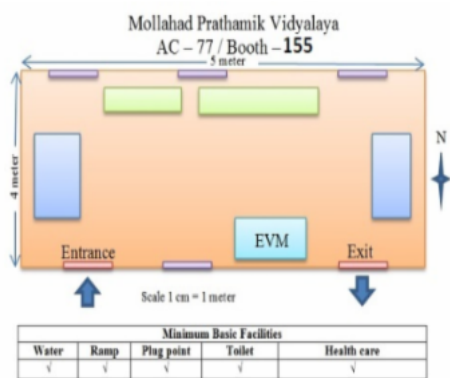 Mollahad Prathamik Vidyalaya
AC – 77 / Booth – 155
5 meter
4 meter
N
Entrance
EVM
Exit
Scale 1 cm = 1 meter
Minimum Basic Facilities
Water Ramp Plug point Toilet Health care
√ √ √ √ √